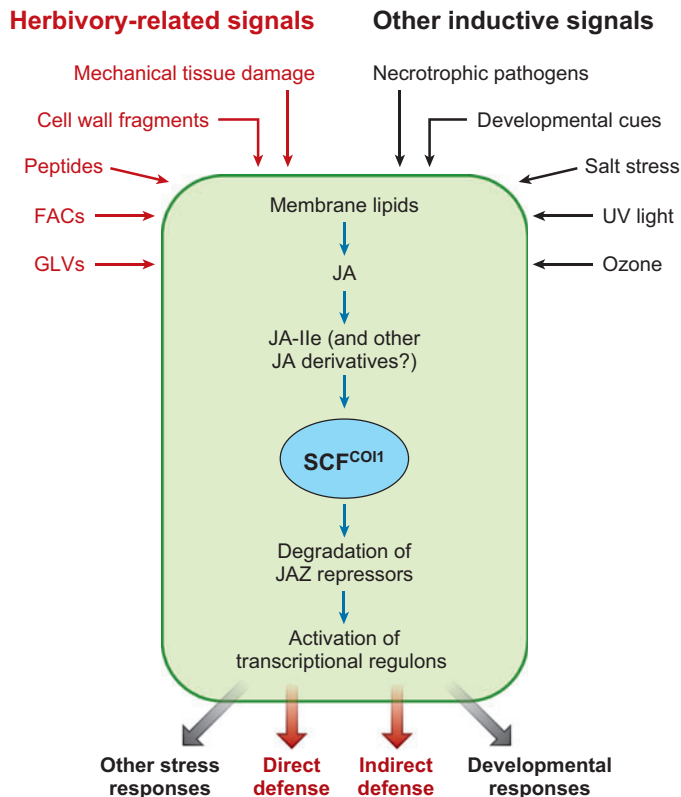 Herbivory-related signals
Other inductive signals
Mechanical tissue damage
Necrotrophic pathogens
Cell wall fragments
Developmental cues
Peptides
Salt stress
FACs
UV light
GLVs
Ozone
Membrane lipids
JA
JA-Ile (and other
JA derivatives?)
SCFCOI1
Degradation of
JAZ repressors
Activation of
transcriptional regulons
Other stress
responses
Direct
defense
Indirect
defense
Developmental
responses